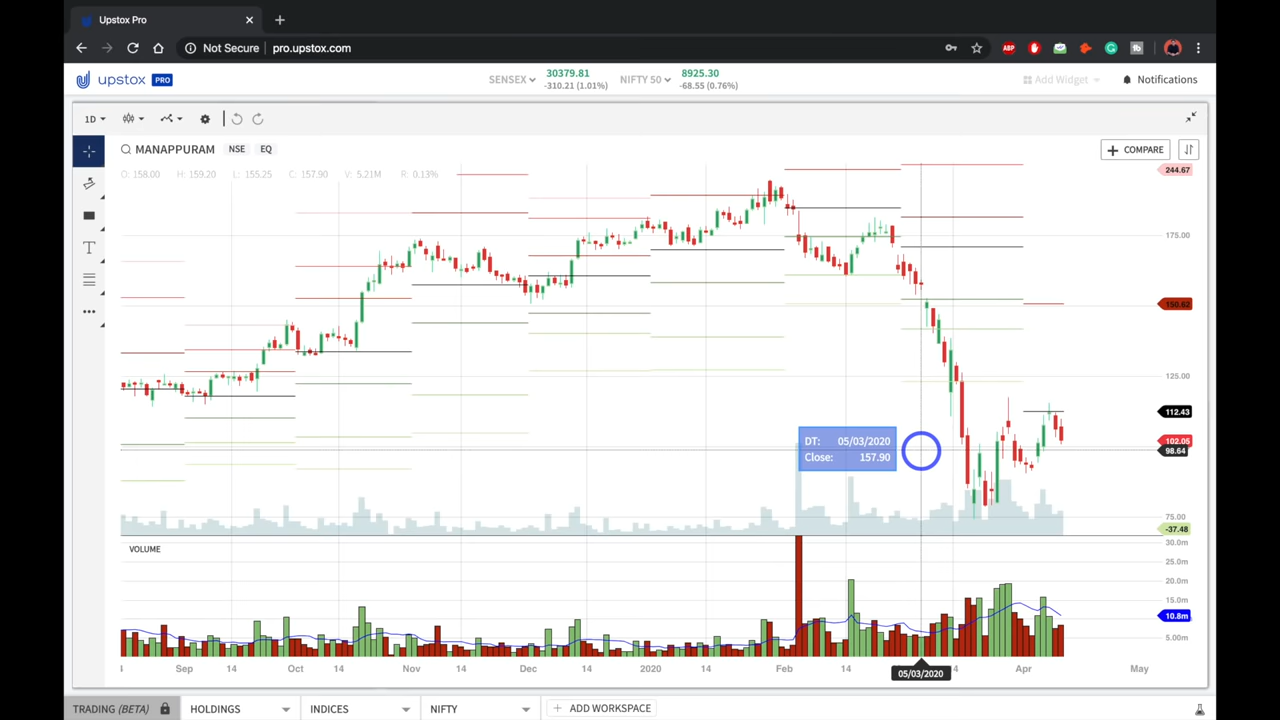 Upstox Pro
Not Secure pro.upstox.com
ABP
upstox PRO
SENSEX 30379.81 -310.21 (1.01%)
NIFTY 50 8925.30 -68.55 (0.76%)
Add Widget
Notifications
1D
MANAPPURAM NSE EQ
COMPARE
O: 158.00 H: 159.20 L: 155.25 C: 157.90 V: 5.21M R: 0.13%
244.67
175.00
150.62
125.00
112.43
102.05
98.64
DT: 05/03/2020
Close: 157.90
75.00
-37.48
VOLUME
30.0m
25.0m
20.0m
15.0m
10.8m
5.00m
Sep 14 Oct 14 Nov 14 Dec 14 2020 14 Feb 14 4 Apr May
05/03/2020
TRADING (BETA) HOLDINGS INDICES NIFTY + ADD WORKSPACE